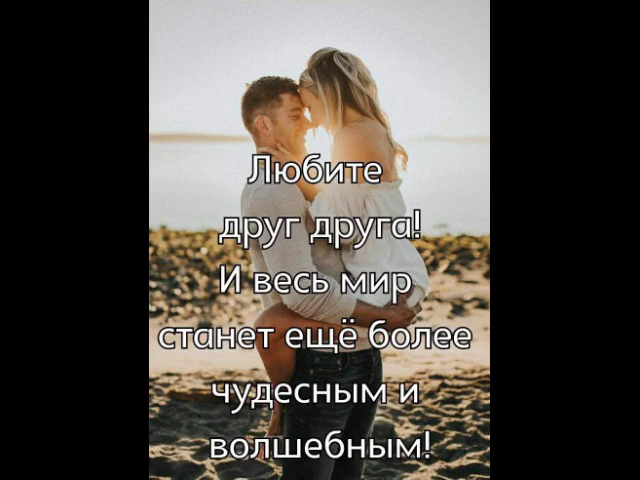 Любите
друг друга!
И весь мир
станет ещё более
чудесным и
волшебным!